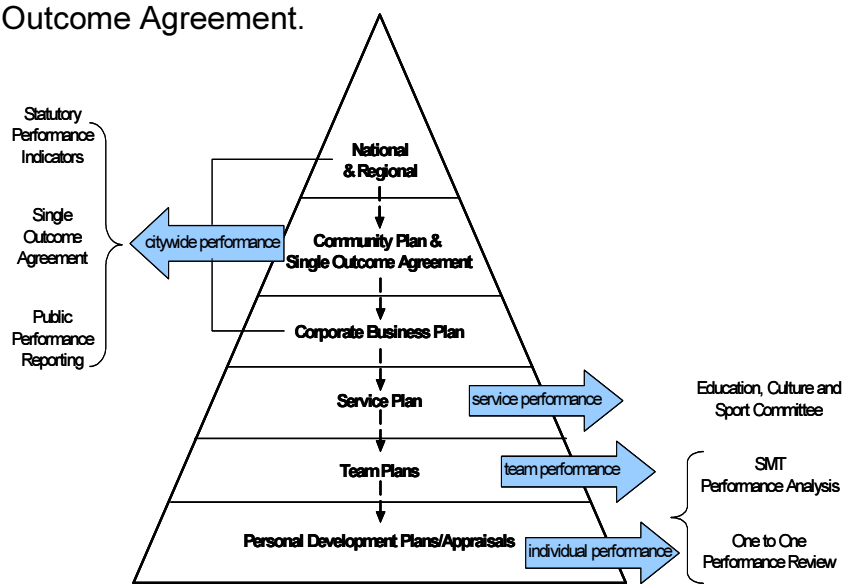 Outcome Agreement.
Statutory
Performance
Indicators
Single
Outcome
Agreement
Public
Performance
Reporting
citywide performance
National
& Regional
Community Plan &
Single Outcome Agreement
Corporate Business Plan
Service Plan
Team Plans
Personal Development Plans/Appraisals
service performance
team performance
individual performance
Education, Culture and
Sport Committee
SMT
Performance Analysis
One to One
Performance Review